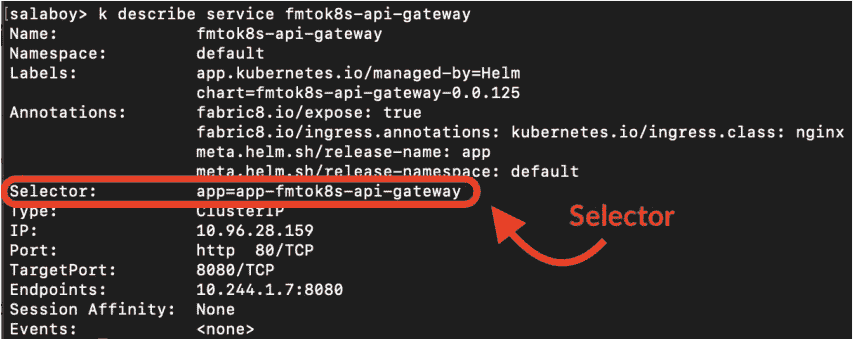 [salaboy> k describe service fmtok8s-api-gateway
Name: fmtok8s-api-gateway
Namespace: default
Labels: app.kubernetes.io/managed-by=Helm
chart=fmtok8s-api-gateway-0.0.125
Annotations: fabric8.io/expose: true
fabric8.io/ingress.annotations: kubernetes.io/ingress.class: nginx
meta.helm.sh/release-name: app
meta.helm.sh/release-namespace: default
Selector: app=app-fmtok8s-api-gateway
Type: ClusterIP
Selector
IP: 10.96.28.159
Port: http 80/TCP
TargetPort: 8080/TCP
Endpoints: 10.244.1.7:8080
Session Affinity: None
Events: <none>